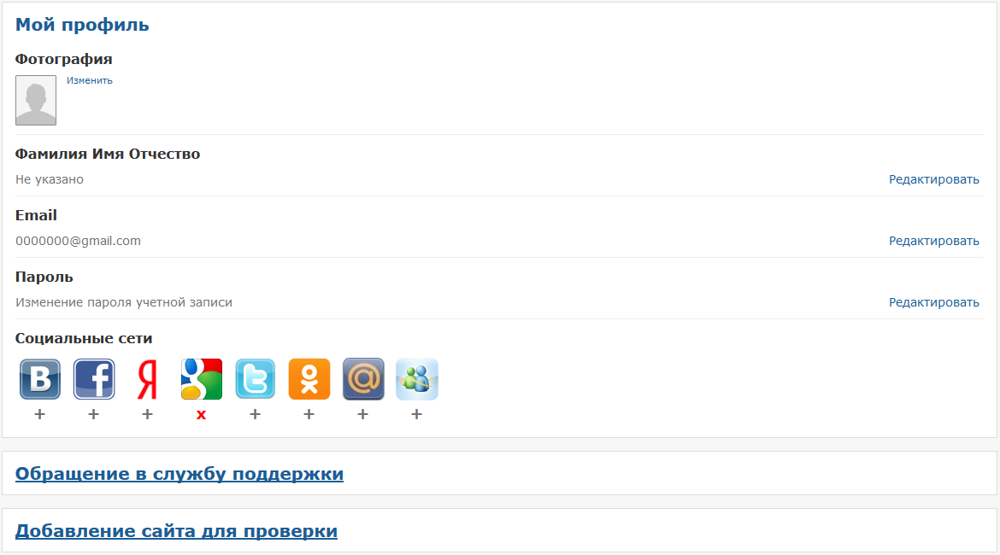 Мой профиль
Фотография
Изменить
Фамилия Имя Отчество
Не указано Редактировать
Email
0000000@gmail.com Редактировать
Пароль
Изменение пароля учетной записи Редактировать
Социальные сети
В f Я g t @
+ + + x + + + +
Обращение в службу поддержки
Добавление сайта для проверки